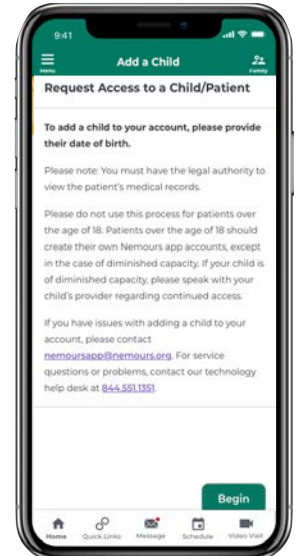 9:41
Menu
Add a Child
Family
Request Access to a Child/Patient
To add a child to your account, please provide
their date of birth.
Please note: You must have the legal authority to
view the patient's medical records.
Please do not use this process for patients over
the age of 18. Patients over the age of 18 should
create their own Nemours app accounts, except
in the case of diminished capacity. If your child is
of diminished capacity, please speak with your
child's provider regarding continued access.
If you have issues with adding a child to your
account, please contact
nemoursapp@nemours.org. For service
questions or problems, contact our technology
help desk at 844.551.1351.
Begin
Home Quick Links Message Schedule Video Visit